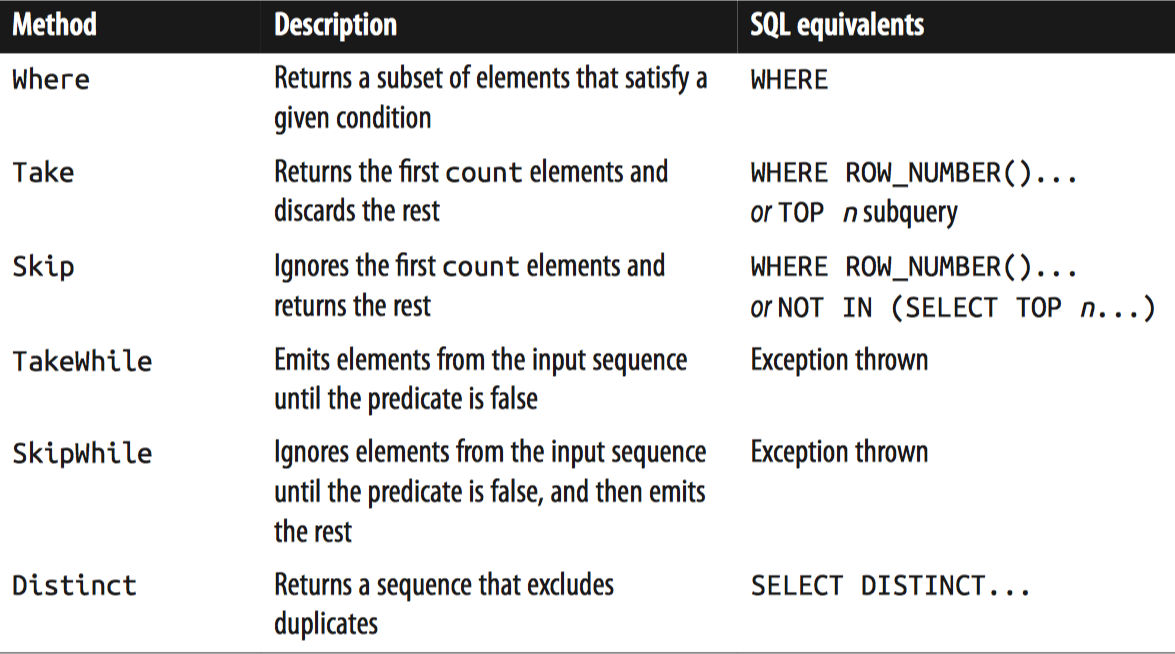 Method Description SQL equivalents
Where Returns a subset of elements that satisfy a WHERE
given condition
Take Returns the first count elements and WHERE ROW_NUMBER()...
discards the rest or TOP n subquery
Skip Ignores the first count elements and WHERE ROW_NUMBER()...
returns the rest or NOT IN (SELECT TOP n...)
TakeWhile Emits elements from the input sequence Exception thrown
until the predicate is false
SkipWhile Ignores elements from the input sequence Exception thrown
until the predicate is false, and then emits
the rest
Distinct Returns a sequence that excludes SELECT DISTINCT...
duplicates